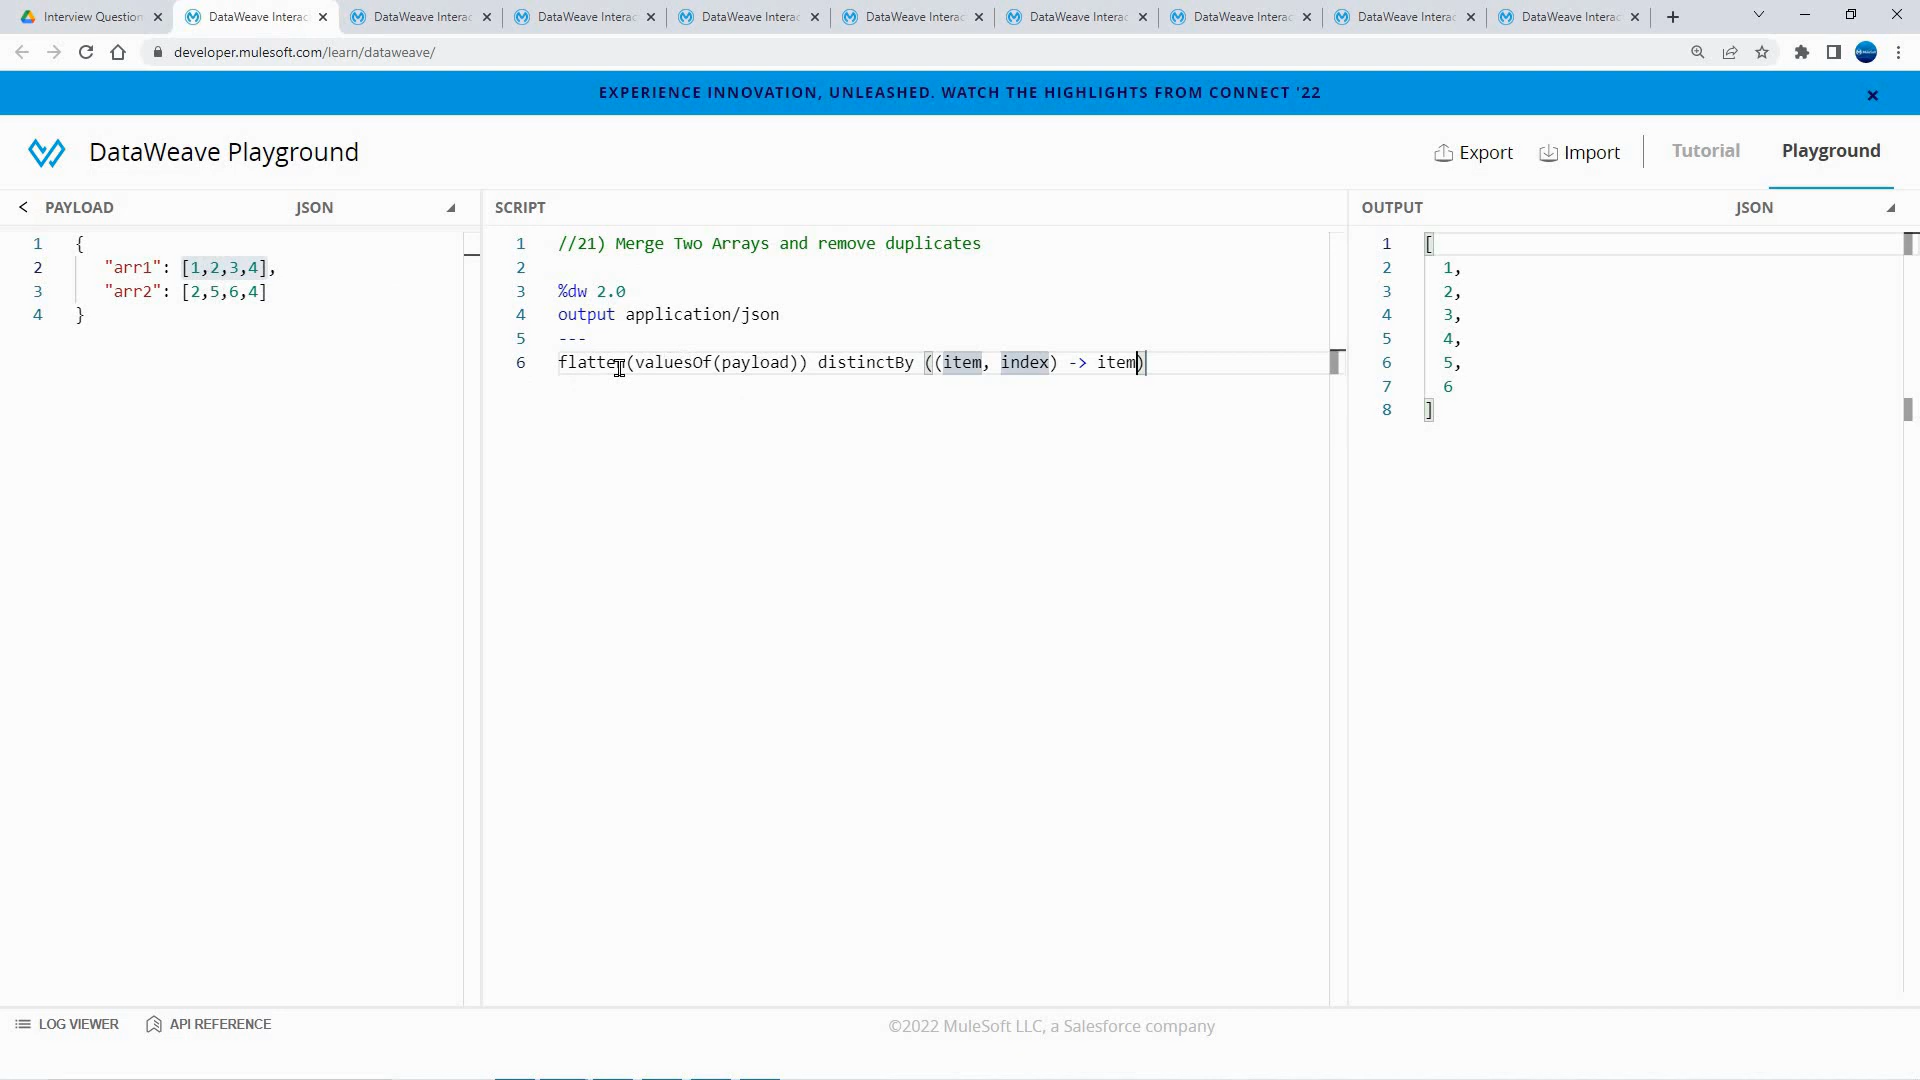 Interview Question
DataWeave Interac
DataWeave Interac
DataWeave Interac
DataWeave Interac
DataWeave Interac
DataWeave Interac
DataWeave Interac
DataWeave Interac
DataWeave Interac
developer.mulesoft.com/learn/dataweave/
EXPERIENCE INNOVATION, UNLEASHED. WATCH THE HIGHLIGHTS FROM CONNECT '22
DataWeave Playground
Export
Import
Tutorial
Playground
PAYLOAD
JSON
1 {
2 "arr1": [1,2,3,4],
3 "arr2": [2,5,6,4]
4 }
SCRIPT
1 //21) Merge Two Arrays and remove duplicates
2
3 %dw 2.0
4 output application/json
5 ---
6 flatten(valuesOf(payload)) distinctBy ((item, index) -> item)
OUTPUT
JSON
1 [
2 1,
3 2,
4 3,
5 4,
6 5,
7 6
8 ]
LOG VIEWER
API REFERENCE
©2022 MuleSoft LLC, a Salesforce company